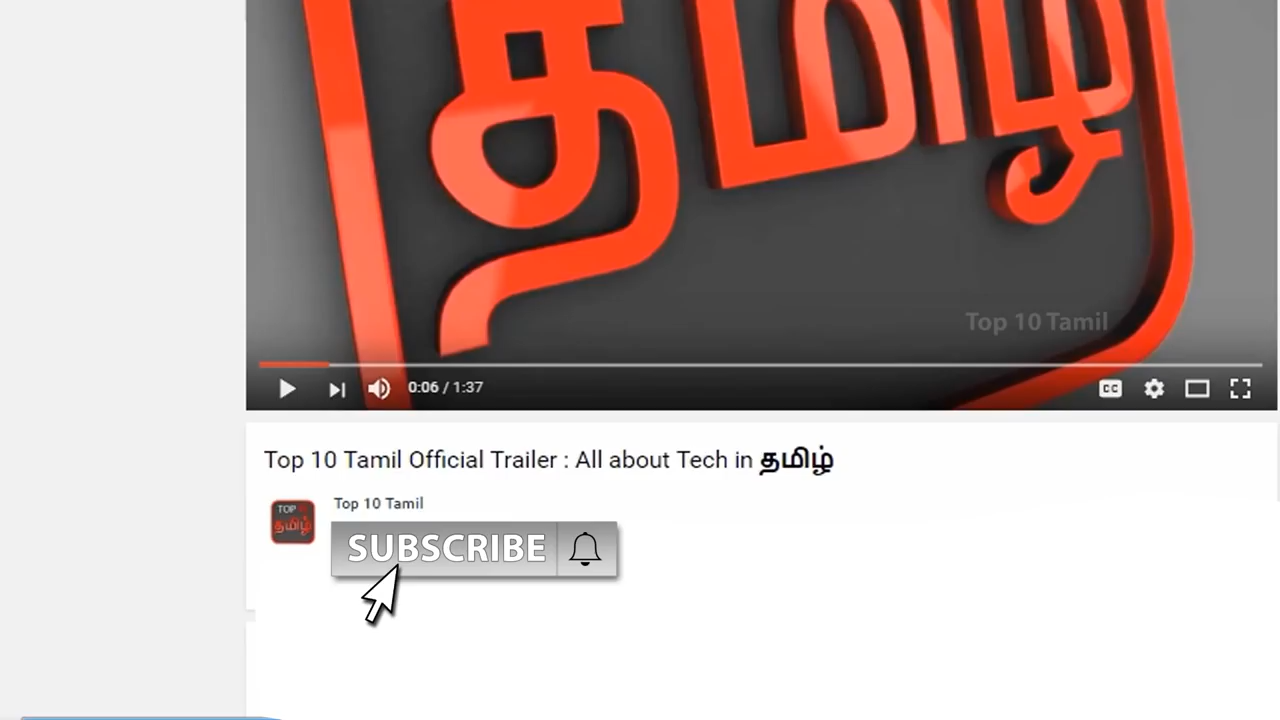 தமிழ்
Top 10 Tamil
0:06 / 1:37
CC
Top 10 Tamil Official Trailer : All about Tech in தமிழ்
Top 10 Tamil
TOP
தமிழ்
SUBSCRIBE